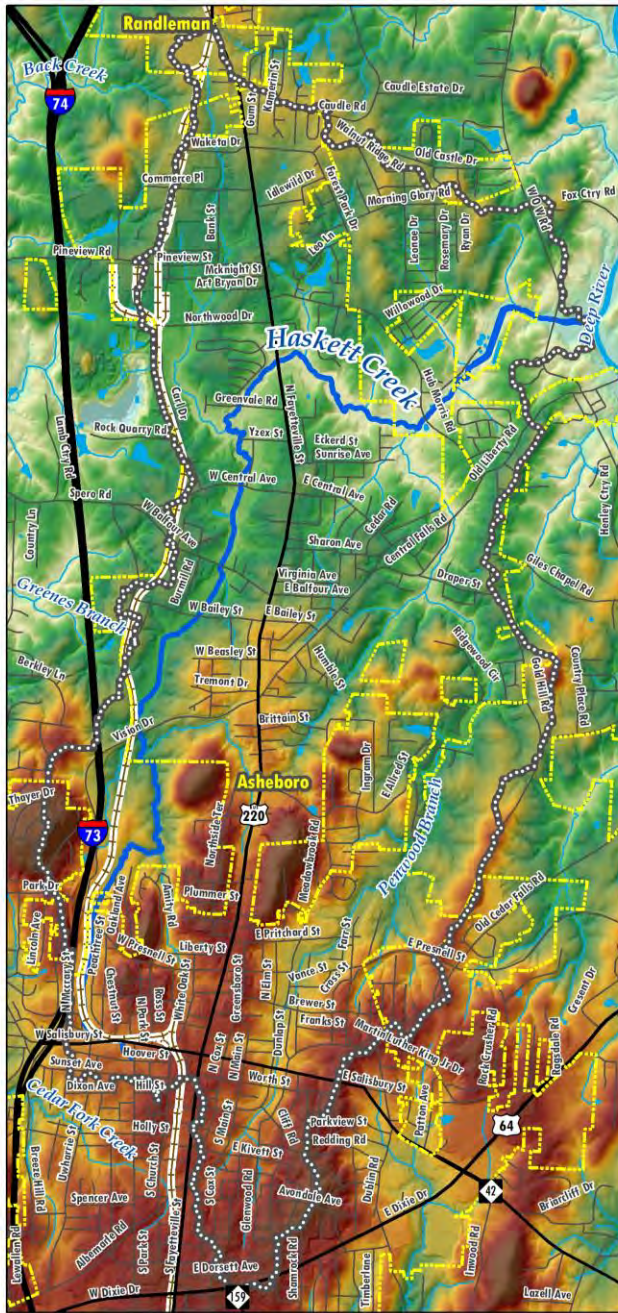 Randleman
Back Creek
74
Gum St
Kamerin St
Caudle Rd
Caudle Estate Dr
Waketa Dr
Walnut Ridge Rd
Old Castle Dr
Commerce Pl
Idlewild Dr
Forest Park Dr
Morning Glory Rd
W O W Rd
Fox Ctry Rd
Bank St
Leo Ln
Leanae Dr
Rosemary Dr
Ryan Dr
Pineview Rd
Pineview St
Mcknight St
Art Bryan Dr
Northwood Dr
Willowood Dr
Haskett Creek
Deep River
Carl Dr
N Fayetteville St
Hub Morris Rd
Greenvale Rd
Lamb Ctry Rd
Rock Quarry Rd
Yzex St
Eckerd St
Sunrise Ave
Old Liberty Rd
W Central Ave
E Central Ave
Spero Rd
Cedar Rd
Henley Ctry Rd
Country Ln
W Balfour Ave
Sharon Ave
Central Falls Rd
Burmil Rd
Virginia Ave
E Balfour Ave
Draper St
Giles Chapel Rd
Greenes Branch
W Bailey St
E Bailey St
W Beasley St
Humble St
Ridgewood Cir
Berkley Ln
Tremont Dr
Gold Hill Rd
Country Place Rd
Vision Dr
Brittain St
Asheboro
Ingram Dr
E Allred St
Thayer Dr
220
73
Northside Ter
Meadowbrook Rd
Penwood Branch
Park Dr
Oakland Ave
Amity Rd
Plummer St
Old Cedar Falls Rd
Lincoln Ave
Peachtree St
W Presnell St
Liberty St
E Pritchard St
Farr St
E Presnell St
N Mccrary St
Chestnut St
N Park St
Ross St
White Oak St
Greensboro St
N Elm St
Vance St
Cross St
Brewer St
Franks St
Cresent Dr
W Salisbury St
Hoover St
N Cox St
N Main St
Dunlap St
Martin Luther King Jr Dr
Rock Crusher Rd
Ragsdale Rd
Sunset Ave
Dixon Ave
Hill St
Worth St
E Salisbury St
Cedar Fork Creek
Uwharrie St
Holly St
S Main St
Cliff Rd
Parkview St
Patton Ave
64
Breeze Hill Rd
S Church St
E Kivett St
Redding Rd
Spencer Ave
S Cox St
Glenwood Rd
Avondale Ave
Dublin Rd
E Dixie Dr
42
Briarcliff Dr
Lewallen Rd
Albemarle Rd
S Park St
S Fayetteville St
E Dorsett Ave
Shamrock Rd
Timberlane
Inwood Rd
W Dixie Dr
159
Lazell Ave